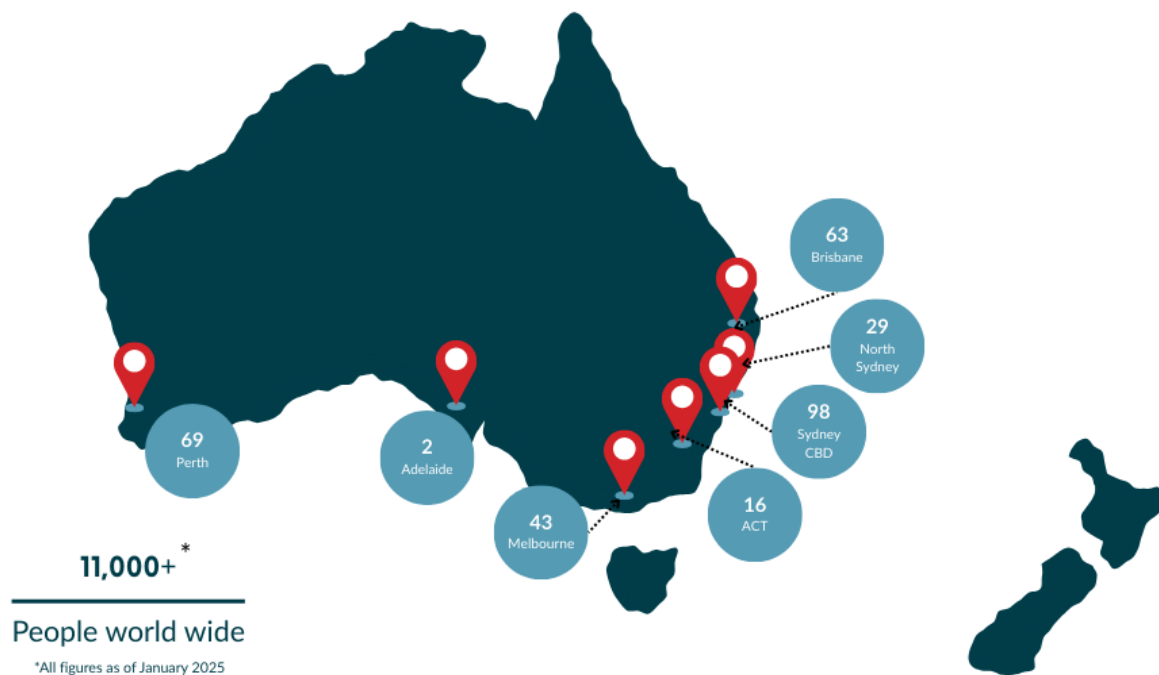 63
Brisbane
29
North
Sydney
98
Sydney
CBD
69
Perth
2
Adelaide
16
ACT
43
Melbourne
11,000+*
People world wide
*All figures as of January 2025